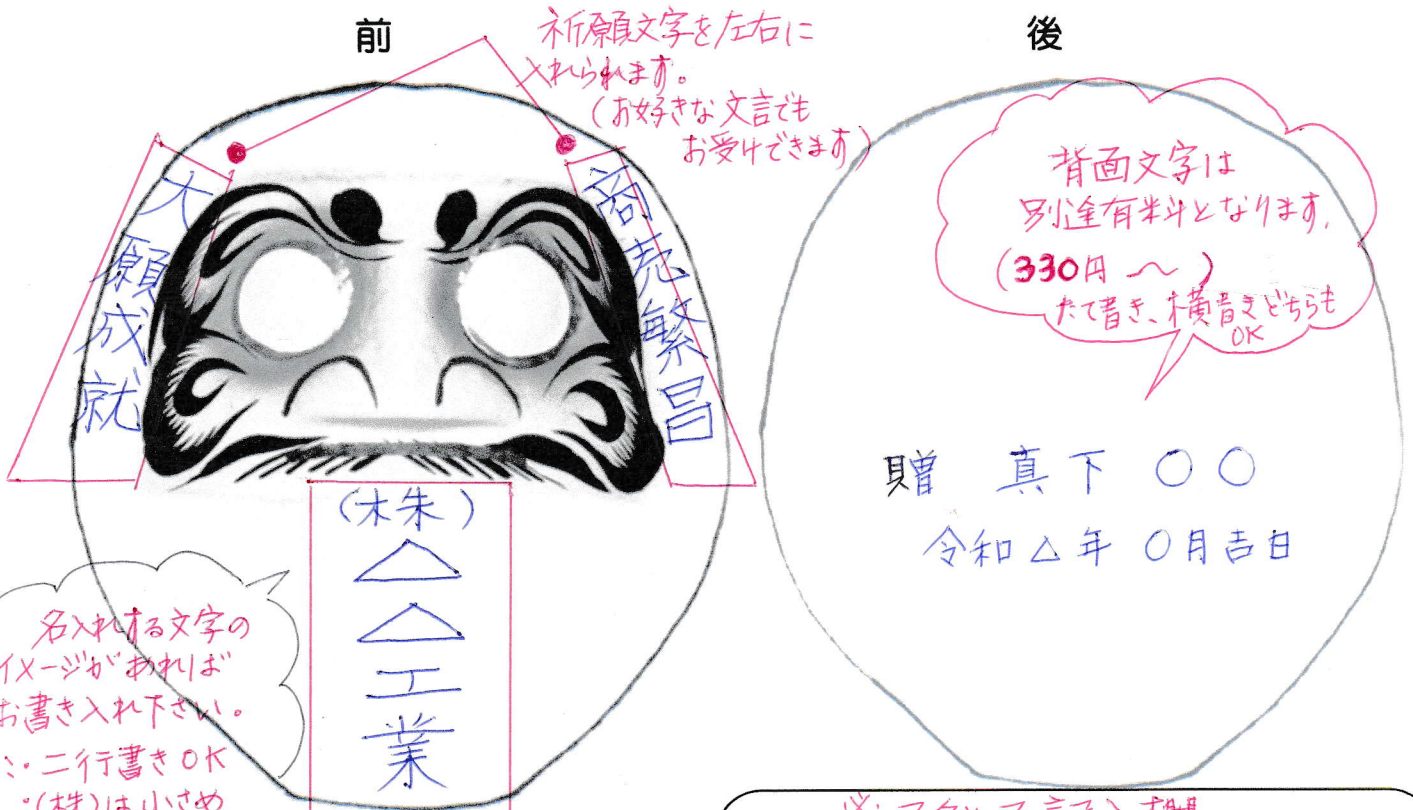 前
祈願文字を左右に
入れられます。
(お好きな文言でも
お受けできます)
大願成就
商売繁昌
(株)
△
△
工
業
名入れする文字の
イメージがあれば
お書き入れ下さい。
・二行書きOK
・(株)は小さめ
後
背面文字は
別途有料となります。
(330円 〜 )
たて書き、横書きどちらも
OK
贈 真下 〇〇
令和△年 〇月吉日